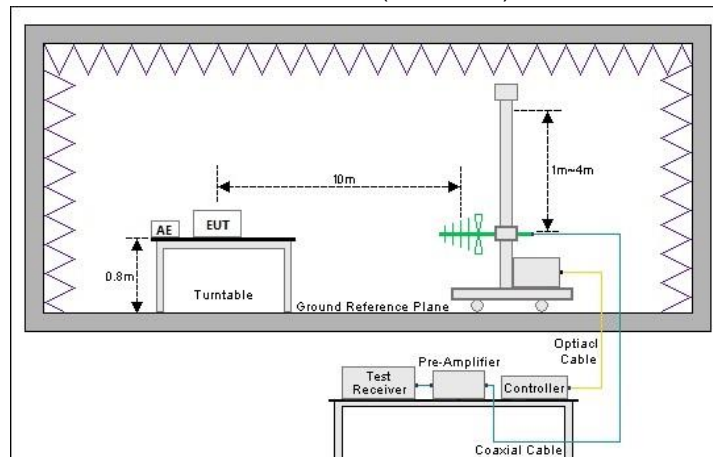 10m
1m~4m
AE
EUT
0.8m
Turntable
Ground Reference Plane
Optiacl
Cable
Pre-Amplifier
Test
Receiver
Controller
Coaxial Cable